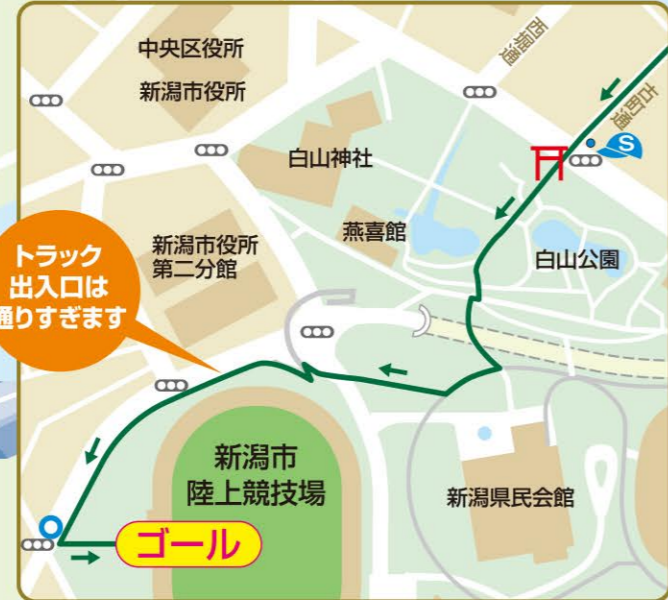 中央区役所
新潟市役所
西堀通
古町通
S
白山神社
燕喜館
白山公園
新潟市役所
第二分館
トラック
出入口は
通りすぎます
新潟市
陸上競技場
新潟県民会館
ゴール